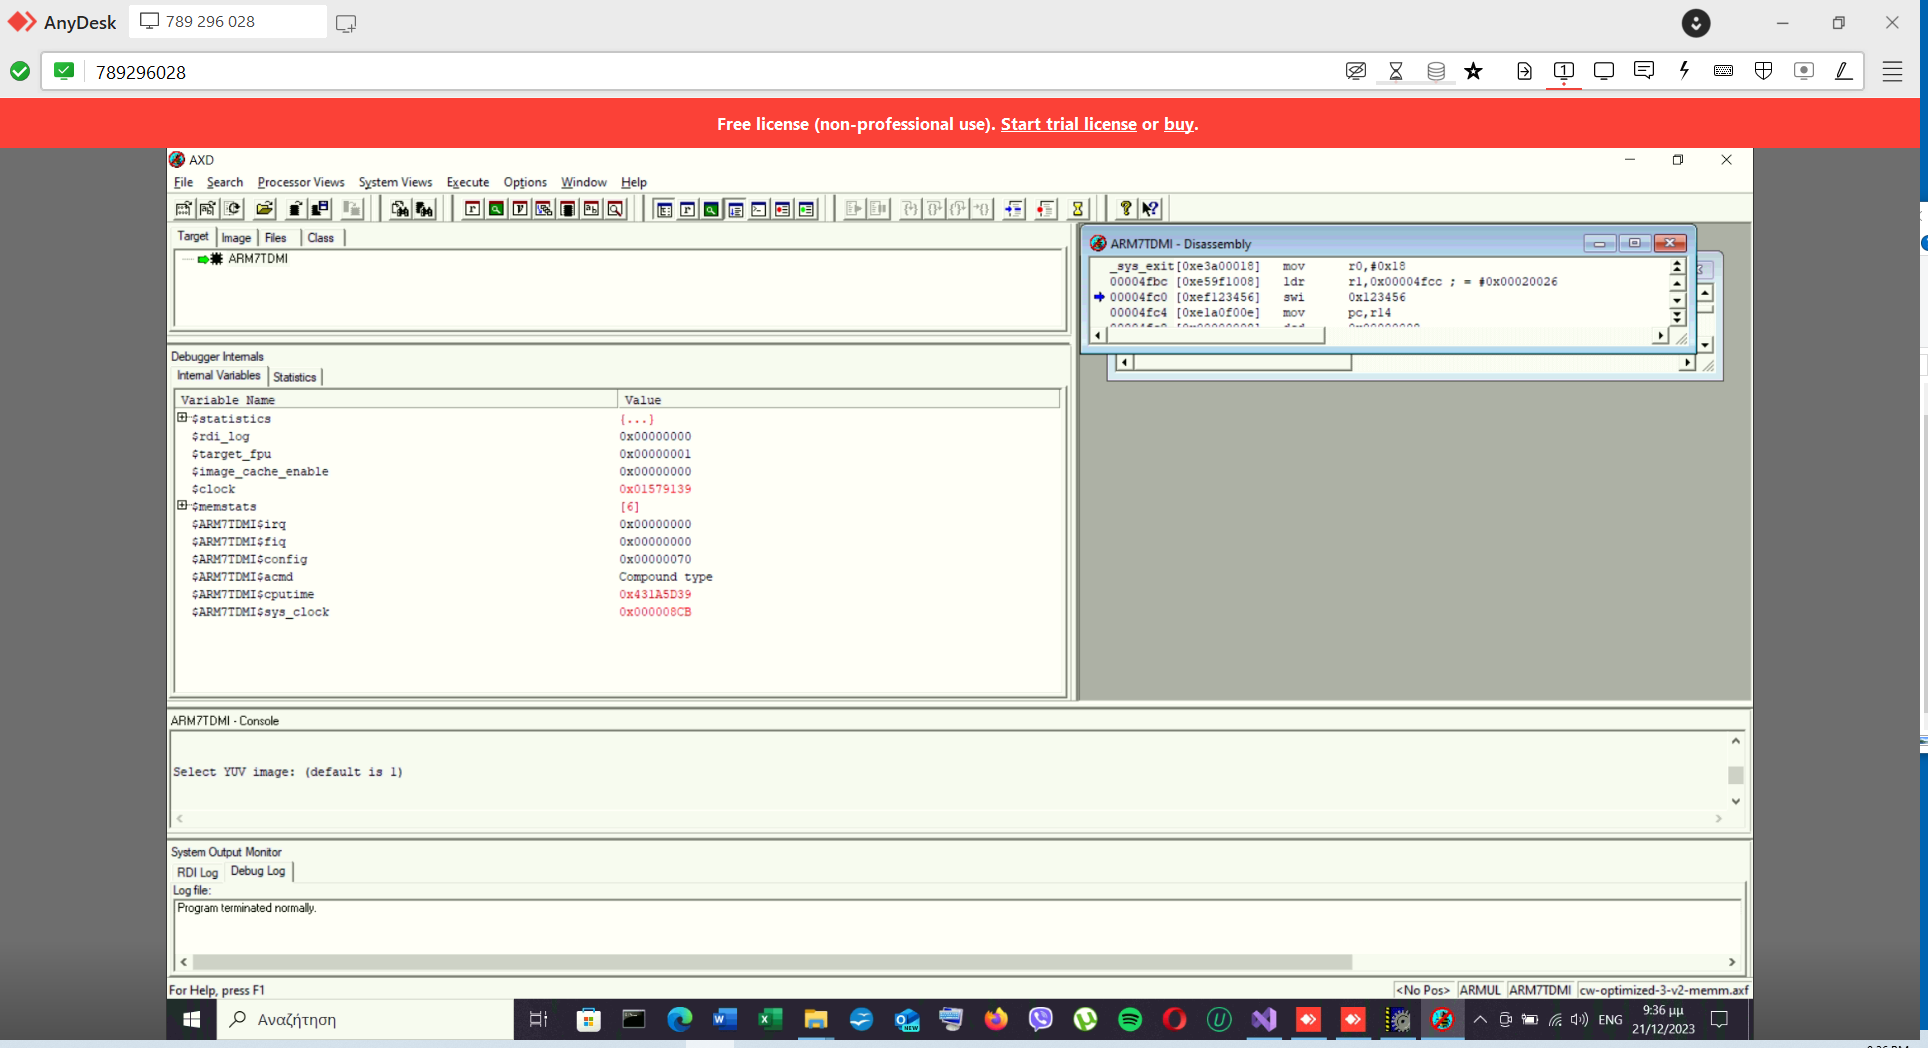 AnyDesk
789 296 028
789296028
Free license (non-professional use). Start trial license or buy.
AXD
File Search Processor Views System Views Execute Options Window Help
Target Image Files Class
ARM7TDMI
ARM7TDMI - Disassembly
_sys_exit[0xe3a00018] mov r0,#0x18
00004fbc [0xe59f1008] ldr r1,0x00004fcc ; = #0x00020026
00004fc0 [0xef123456] swi 0x123456
00004fc4 [0xe1a0f00e] mov pc,r14
Debugger Internals
Internal Variables Statistics
Variable Name Value
$statistics {...}
$rdi_log 0x00000000
$target_fpu 0x00000001
$image_cache_enable 0x00000000
$clock 0x01579139
$memstats [6]
$ARM7TDMI$irq 0x00000000
$ARM7TDMI$fiq 0x00000000
$ARM7TDMI$config 0x00000070
$ARM7TDMI$acmd Compound type
$ARM7TDMI$cputime 0x431A5D39
$ARM7TDMI$sys_clock 0x000008CB
ARM7TDMI - Console
Select YUV image: (default is 1)
System Output Monitor
RDI Log Debug Log
Log file:
Program terminated normally.
For Help, press F1
<No Pos> ARMUL ARM7TDMI cw-optimized-3-v2-memm.axf
Αναζήτηση
ENG
9:36 μμ
21/12/2023